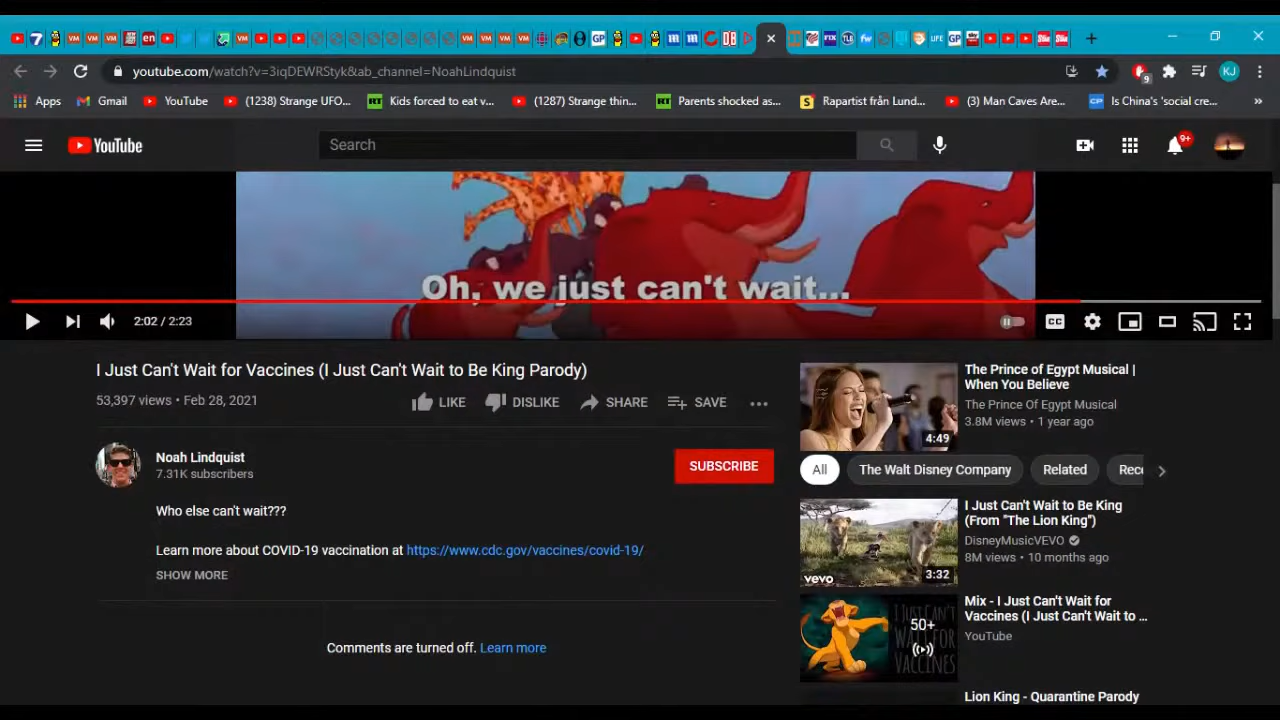 youtube.com/watch?v=3iqDEWRStyk&ab_channel=NoahLindquist
9
KJ
Apps
Gmail
YouTube
(1238) Strange UFO...
RT
Kids forced to eat v...
(1287) Strange thin...
RT
Parents shocked as...
S
Rapartist från Lund...
(3) Man Caves Are...
CP
Is China's 'social cre...
YouTube
Search
9+
Oh, we just can't wait...
2:02 / 2:23
CC
I Just Can't Wait for Vaccines (I Just Can't Wait to Be King Parody)
53,397 views • Feb 28, 2021
LIKE
DISLIKE
SHARE
SAVE
Noah Lindquist
7.31K subscribers
SUBSCRIBE
Who else can't wait???
Learn more about COVID-19 vaccination at https://www.cdc.gov/vaccines/covid-19/
SHOW MORE
Comments are turned off. Learn more
4:49
The Prince of Egypt Musical |
When You Believe
The Prince Of Egypt Musical
3.8M views • 1 year ago
All
The Walt Disney Company
Related
Rec
vevo
3:32
I Just Can't Wait to Be King
(From "The Lion King")
DisneyMusicVEVO
8M views • 10 months ago
I JUST CAN'T
WAIT FOR
VACCINES
50+
Mix - I Just Can't Wait for
Vaccines (I Just Can't Wait to ...
YouTube
Lion King - Quarantine Parody